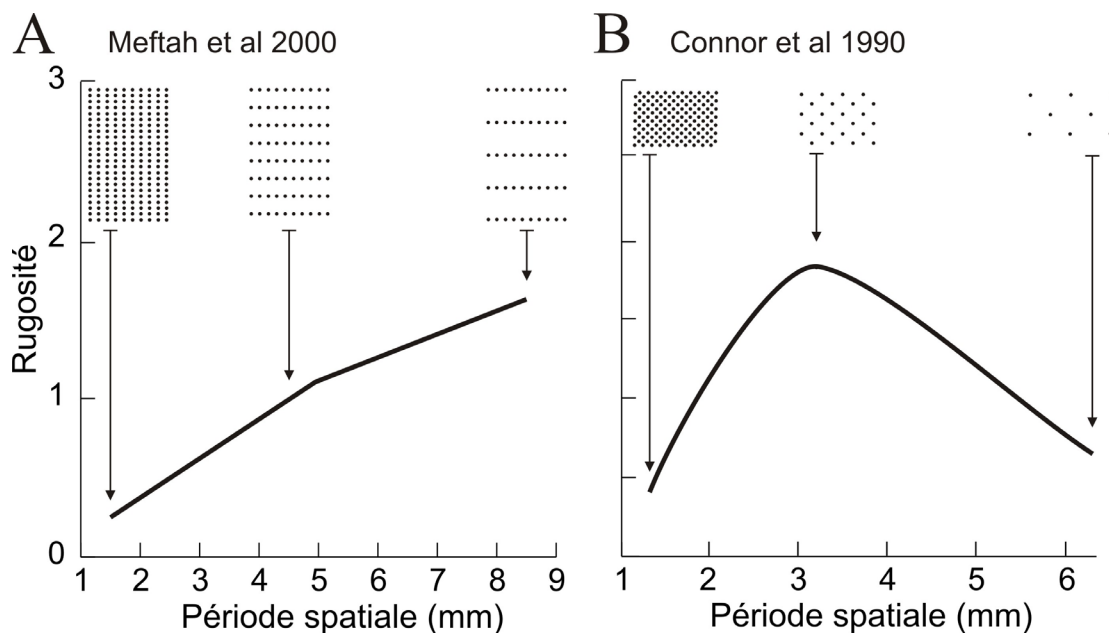 A Meftah et al 2000
3
2
1
0
Rugosité
1 2 3 4 5 6 7 8 9
Période spatiale (mm)
B Connor et al 1990
1 2 3 4 5 6
Période spatiale (mm)